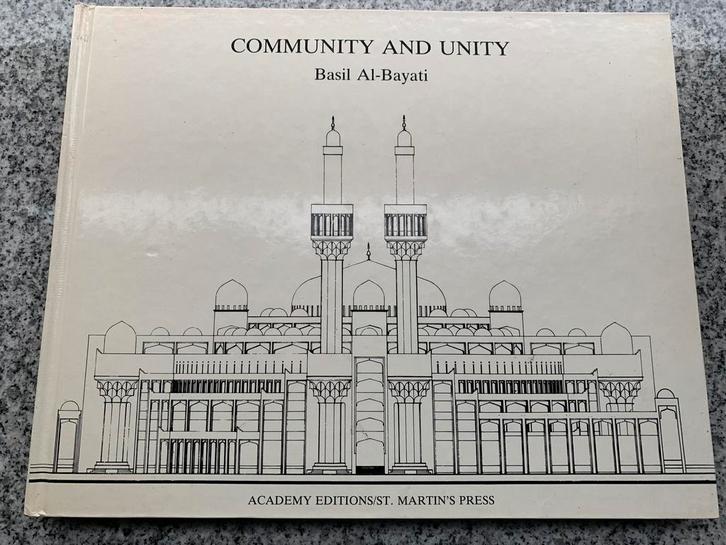 COMMUNITY AND UNITY
Basil Al-Bayati
ACADEMY EDITIONS/ST. MARTIN'S PRESS